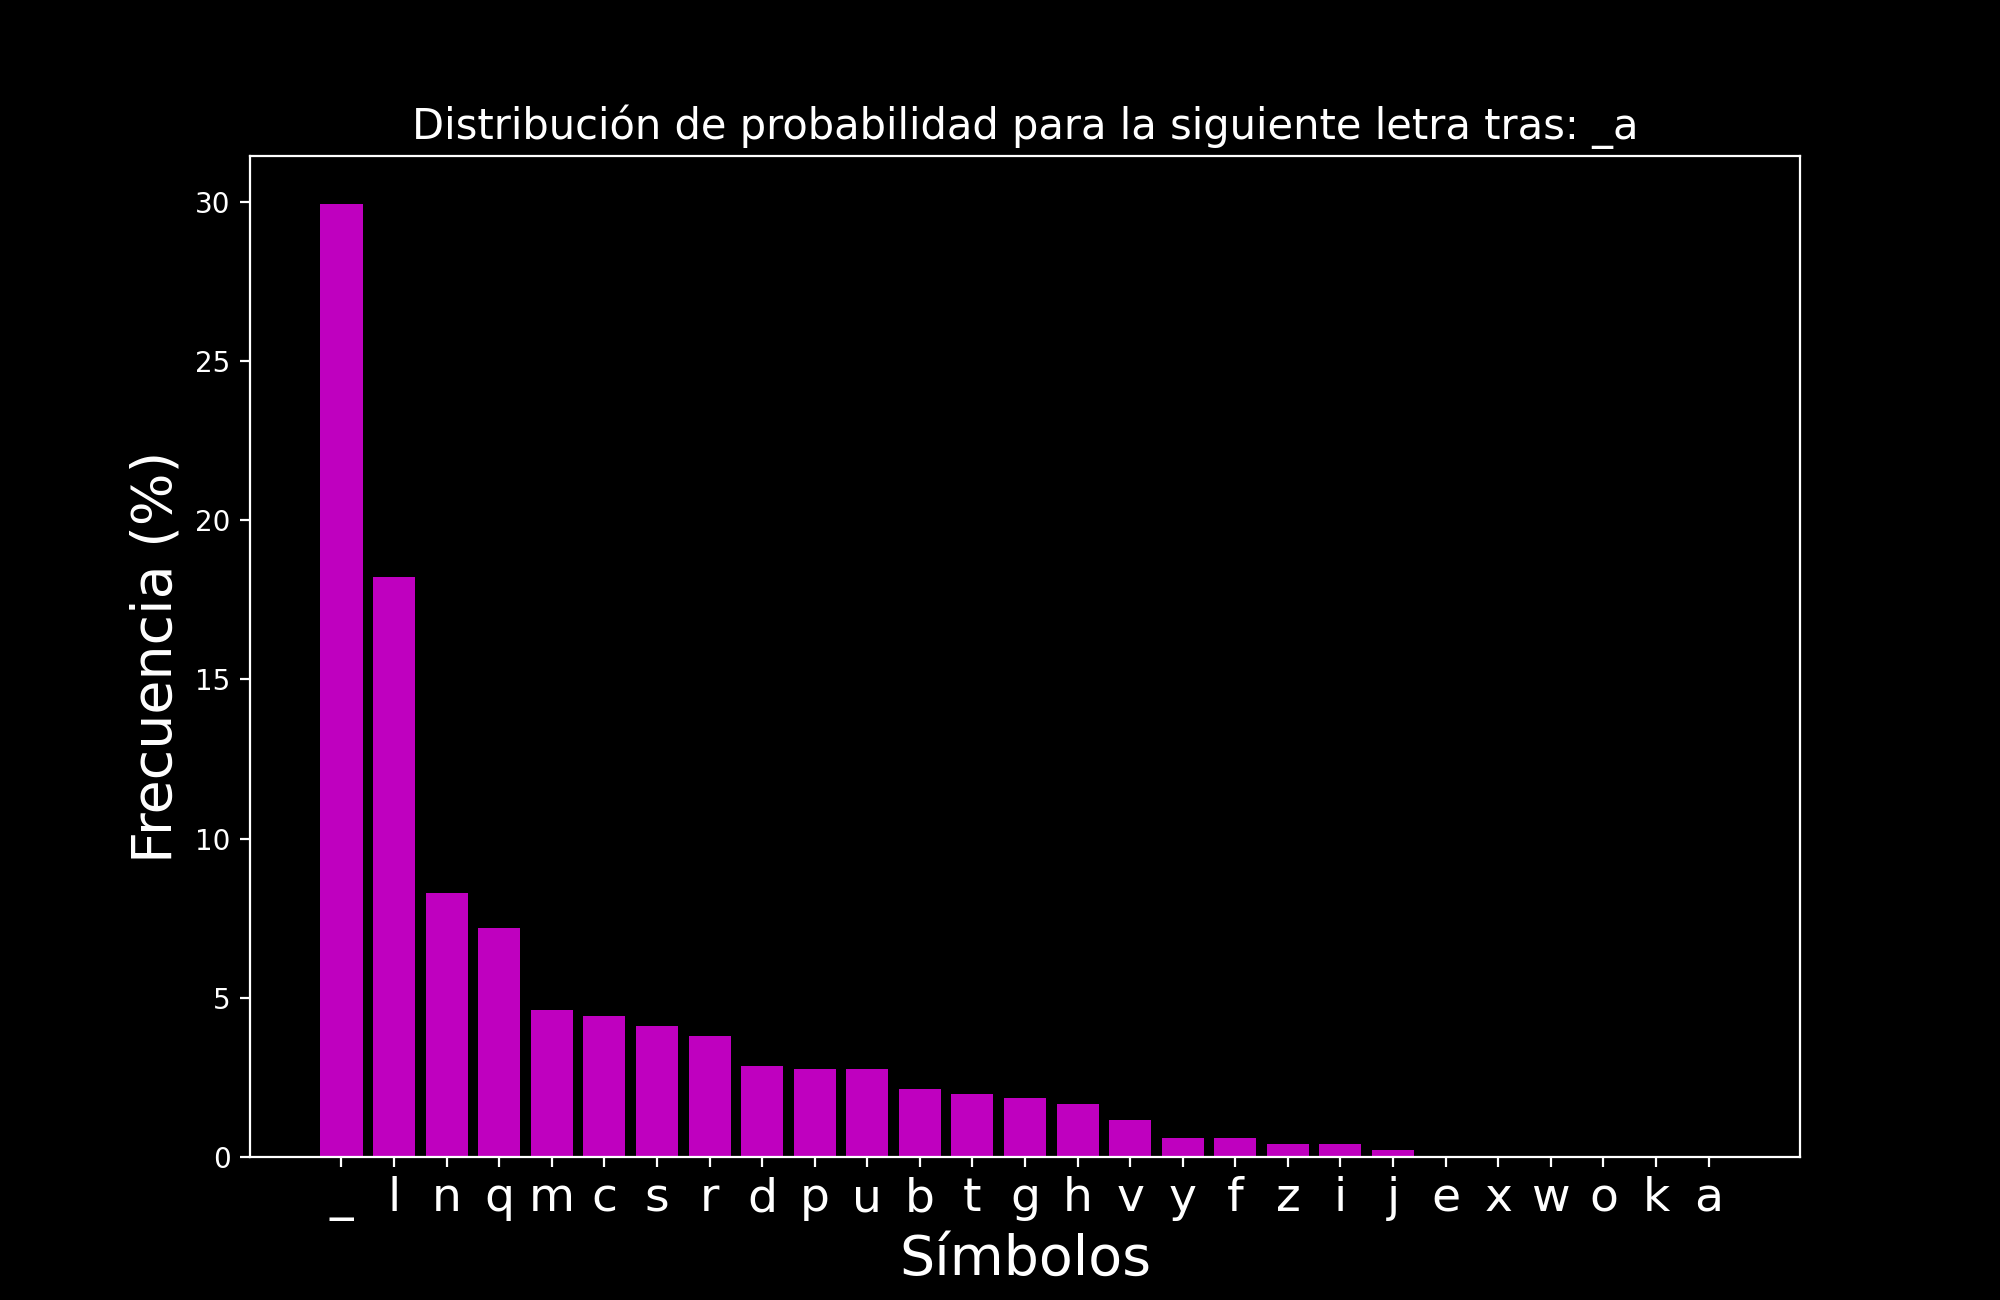 Distribución de probabilidad para la siguiente letra tras: _a
30
25
20
15
10
5
0
Frecuencia (%)
_ l n q m c s r d p u b t g h v y f z i j e x w o k a
Símbolos